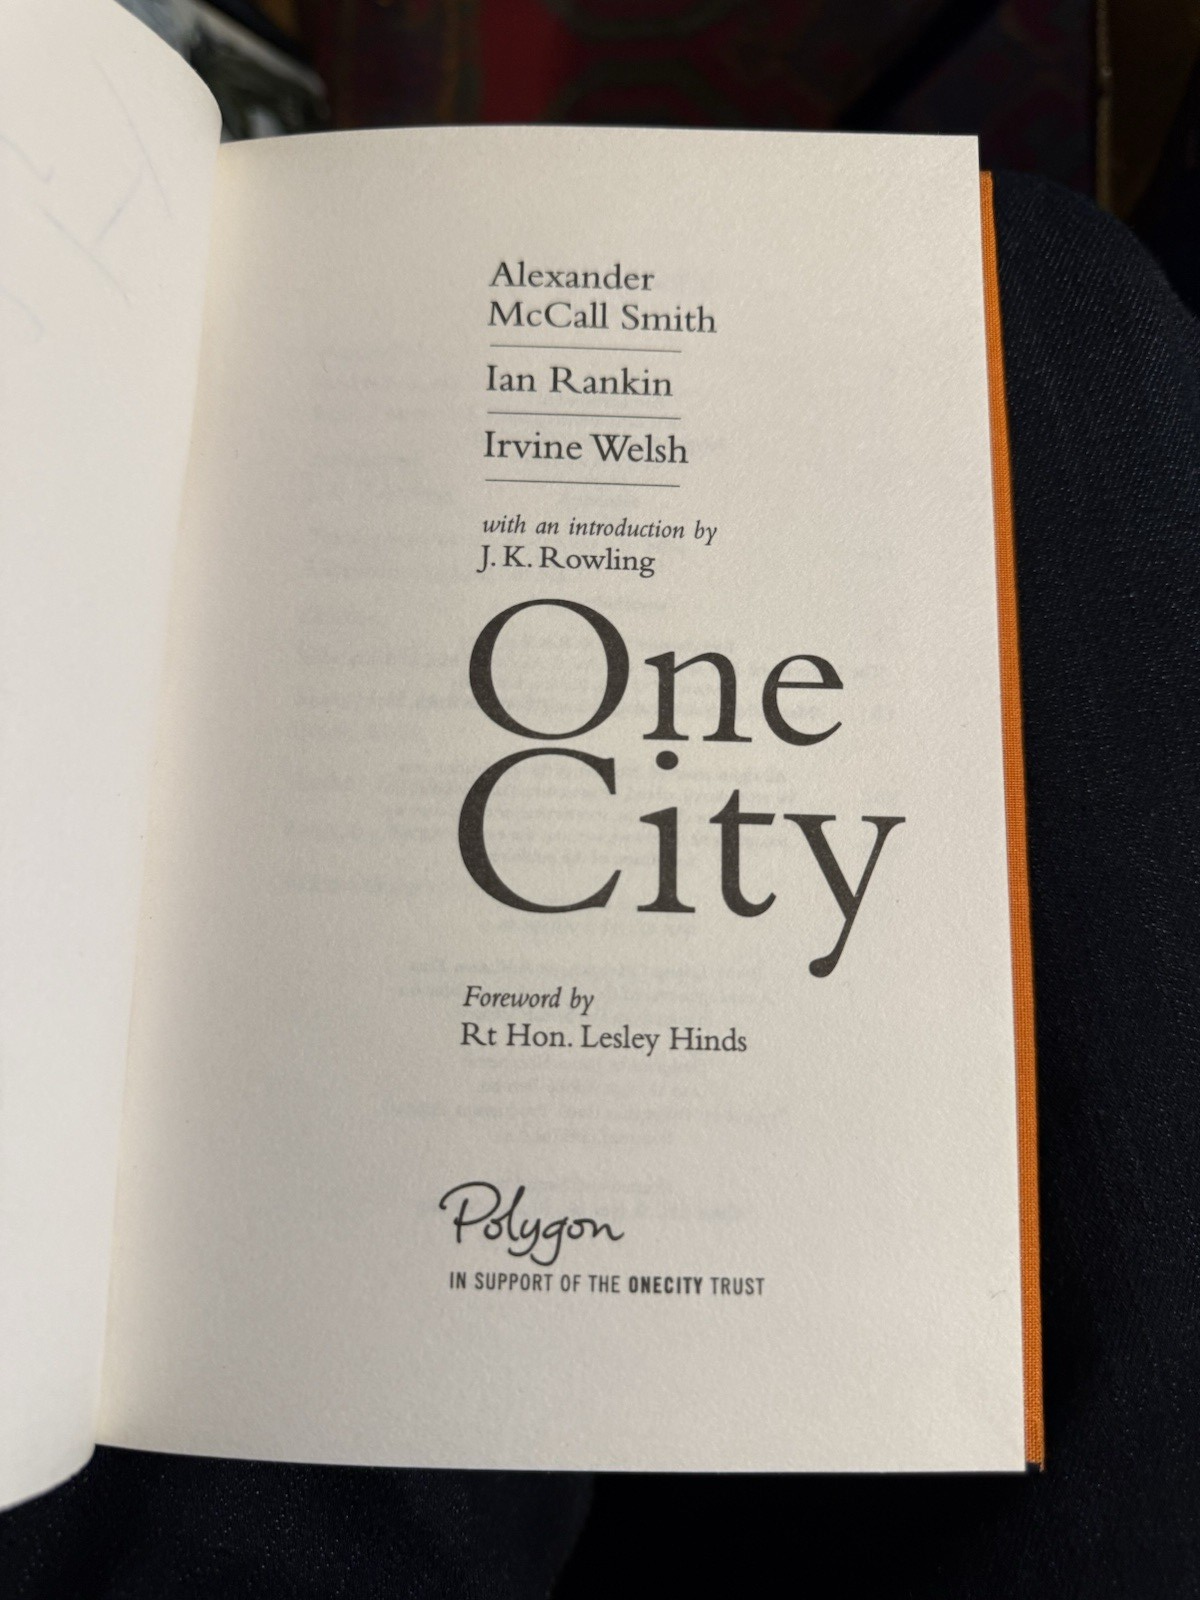 Alexander
McCall Smith
Ian Rankin
Irvine Welsh
with an introduction by
J. K. Rowling
One
City
Foreword by
Rt Hon. Lesley Hinds
Polygon
IN SUPPORT OF THE ONECITY TRUST